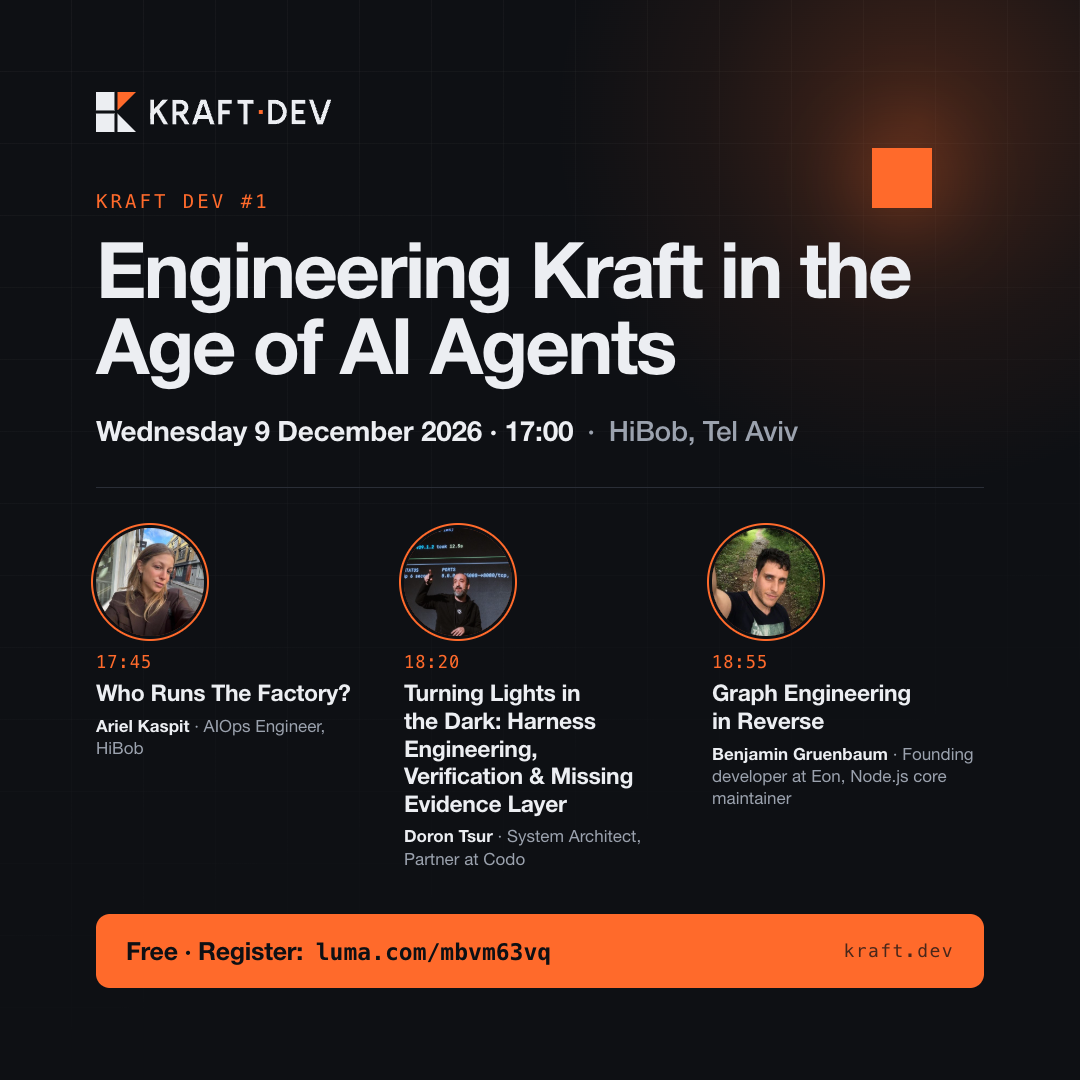 KRAFT·DEV
KRAFT DEV #1
Engineering Kraft in the
Age of AI Agents
Wednesday 9 December 2026 · 17:00 · HiBob, Tel Aviv
17:45
Who Runs The Factory?
Ariel Kaspit · AIOps Engineer,
HiBob
18:20
Turning Lights in
the Dark: Harness
Engineering,
Verification & Missing
Evidence Layer
Doron Tsur · System Architect,
Partner at Codo
18:55
Graph Engineering
in Reverse
Benjamin Gruenbaum · Founding
developer at Eon, Node.js core
maintainer
Free · Register: luma.com/mbvm63vq
kraft.dev